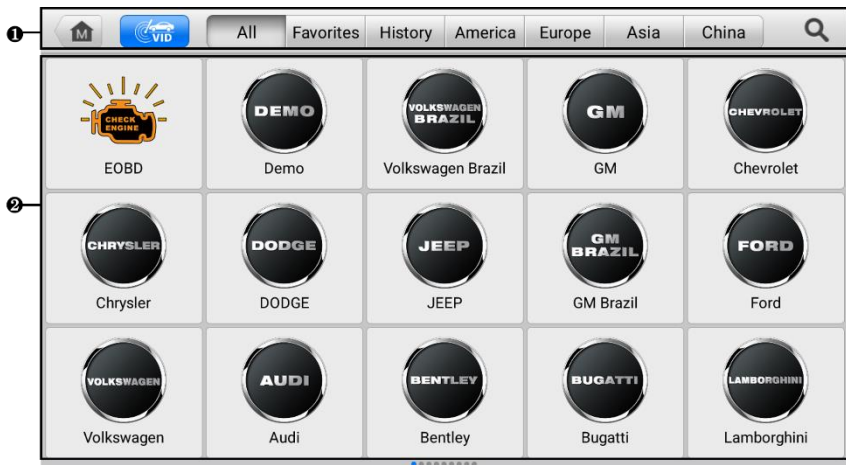 ❶
M
VID
All
Favorites
History
America
Europe
Asia
China
❷
CHECK
ENGINE
EOBD
DEMO
Demo
VOLKSWAGEN
BRAZIL
Volkswagen Brazil
GM
GM
CHEVROLET
Chevrolet
CHRYSLER
Chrysler
DODGE
DODGE
JEEP
JEEP
GM
BRAZIL
GM Brazil
FORD
Ford
VOLKSWAGEN
Volkswagen
AUDI
Audi
BENTLEY
Bentley
BUGATTI
Bugatti
LAMBORGHINI
Lamborghini